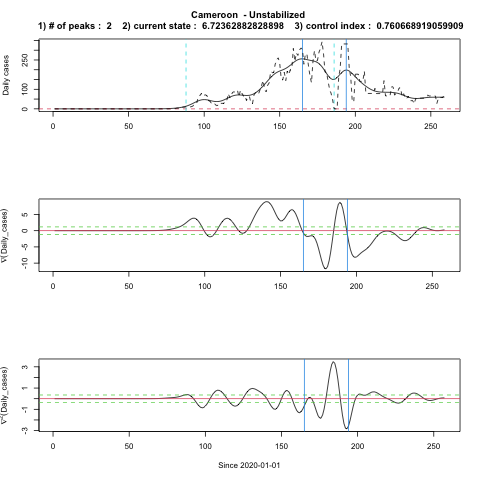 Cameroon - Unstabilized
1) # of peaks : 2 2) current state : 6.72362882828898 3) control index : 0.760668919059909
Daily cases
0 100 250
0 50 100 150 200 250
∇(Daily_cases)
-10 -5 0 5
0 50 100 150 200 250
∇²(Daily_cases)
-3 -1 1 3
0 50 100 150 200 250
Since 2020-01-01